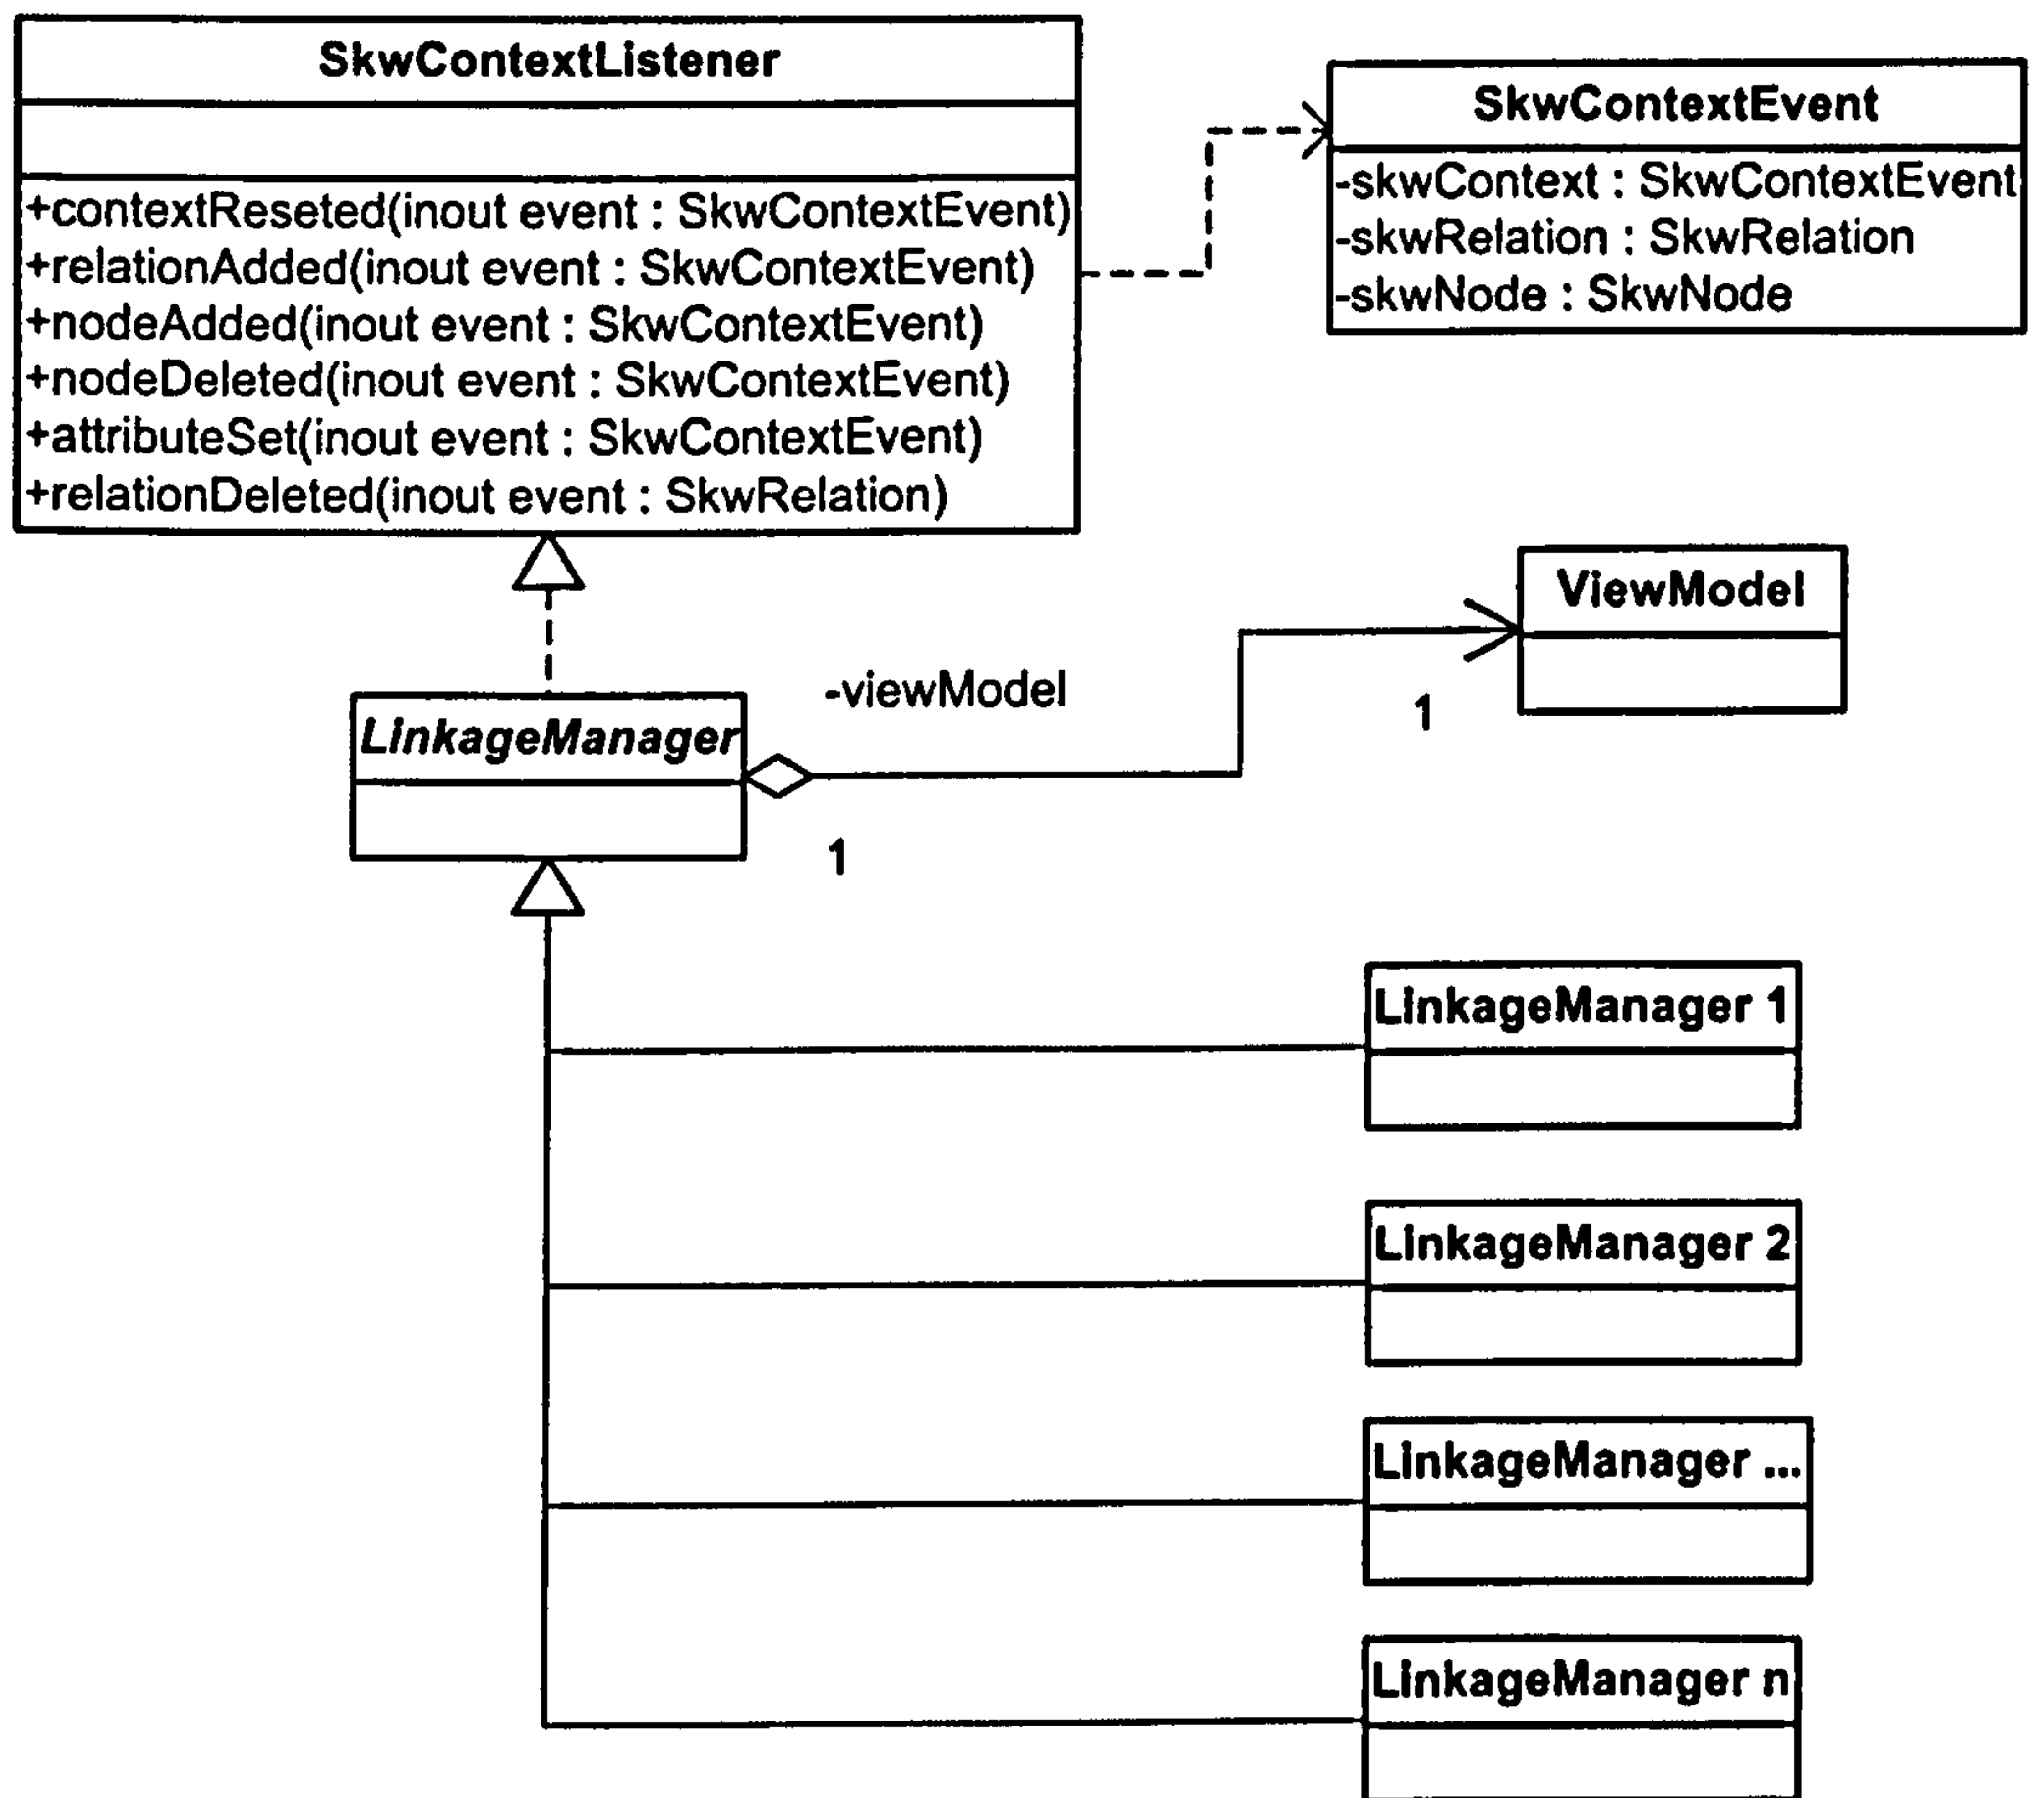 SkwContextListener
+contextReseted(inout event : SkwContextEvent)
+relationAdded(inout event : SkwContextEvent)
+nodeAdded(inout event : SkwContextEvent)
+nodeDeleted(inout event : SkwContextEvent)
+attributeSet(inout event : SkwContextEvent)
+relationDeleted(inout event : SkwRelation)
SkwContextEvent
-skwContext : SkwContextEvent
-skwRelation : SkwRelation
-skwNode : SkwNode
ViewModel
-viewModel
1
LinkageManager
1
LinkageManager 1
LinkageManager 2
LinkageManager ...
LinkageManager n